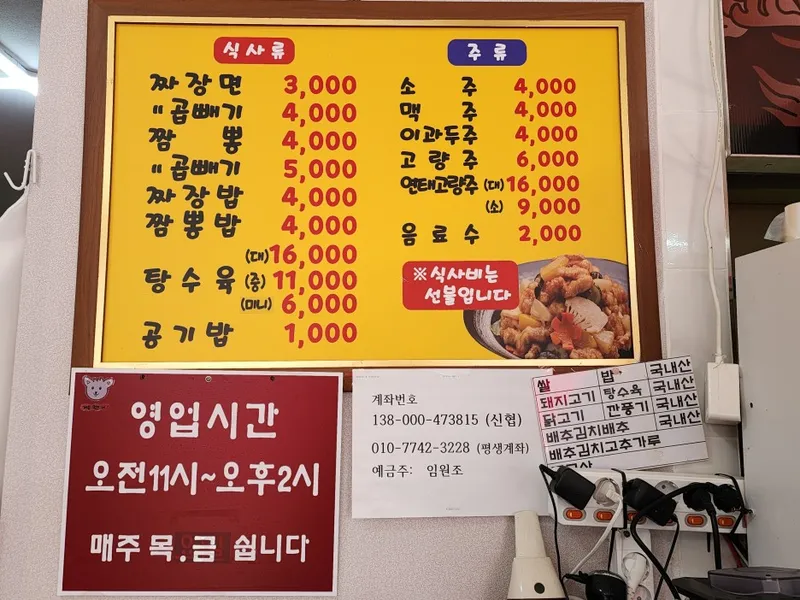 식사류
짜장면 3,000
〃곱빼기 4,000
짬뽕 4,000
〃곱빼기 5,000
짜장밥 4,000
짬뽕밥 4,000
탕수육 (대) 16,000
(중) 11,000
(미니) 6,000
공기밥 1,000
주류
소주 4,000
맥주 4,000
이과두주 4,000
고량주 6,000
연태고량주 (대) 16,000
(소) 9,000
음료수 2,000
※식사비는
선불입니다
영업시간
오전11시~오후2시
매주 목.금 쉽니다
계좌번호
138-000-473815 (신협)
010-7742-3228 (평생계좌)
예금주: 임원조
쌀 밥 국내산
돼지고기 탕수육 국내산
닭고기 깐풍기 국내산
배추김치배추
배추김치고추가루